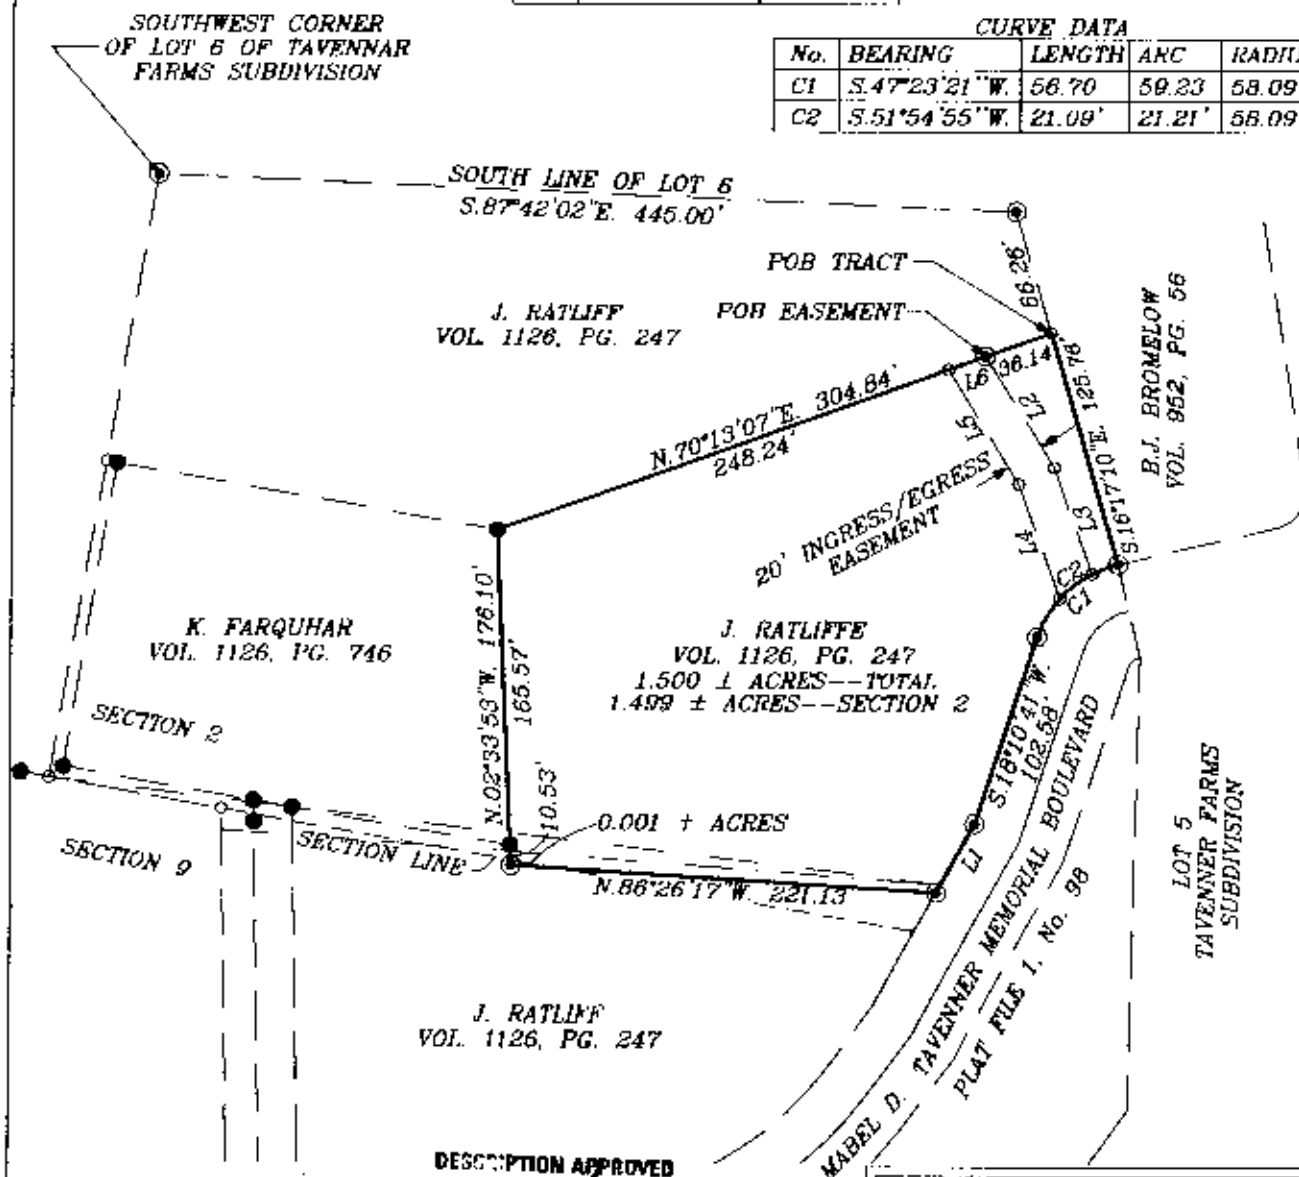 SOUTHWEST CORNER
OF LOT 6 OF TAVENNAR
FARMS SUBDIVISION
CURVE DATA
No. BEARING LENGTH ARC
C1 S.47°23'21"W. 56.70 59.23 58.09
C2 S.51°54'55"W. 21.09' 21.21' 58.09
SOUTH LINE OF LOT 6
S.87°42'02"E. 445.00'
66.26'
POB TRACT
POB EASEMENT
J. RATLIFF
VOL. 1126, PG. 247
B.J. BROMELOW
VOL. 952, PG. 56
L6 36.14'
N.70°13'07"E. 304.84'
248.24'
L5
L2
S.16°17'10"E. 125.78'
20' INGRESS/EGRESS
EASEMENT
L4
L3
C2
C1
K. FARQUHAR
VOL. 1126, PG. 746
N.02°33'53"W. 176.10'
165.57'
J. RATLIFFE
VOL. 1126, PG. 247
1.500 ± ACRES--TOTAL
1.499 ± ACRES--SECTION 2
S.18°10'41"W.
102.58'
SECTION 2
10.53'
0.001 + ACRES
SECTION 9
SECTION LINE
L1
N.86°26'17"W. 221.13
MABEL D. TAVENNER MEMORIAL BOULEVARD
PLAT FILE 1, No. 98
LOT 5
TAVENNER FARMS
SUBDIVISION
J. RATLIFF
VOL. 1126, PG. 247
DESCRIPTION APPROVED